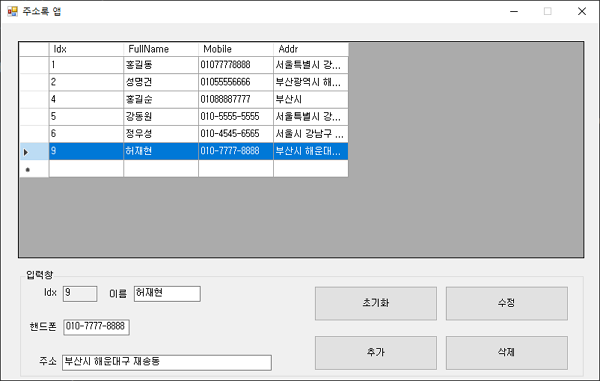 주소록 앱
Idx FullName Mobile Addr
1 홍길동 01077778888 서울특별시 강...
2 성명건 01055556666 부산광역시 해...
4 홍길순 01088887777 부산시
5 강동원 010-5555-5555 서울특별시 강...
6 정우성 010-4545-6565 서울시 강남구 ...
9 허재현 010-7777-8888 부산시 해운대...
입력창
Idx 9 이름 허재현
초기화 수정
핸드폰 010-7777-8888
추가 삭제
주소 부산시 해운대구 재송동